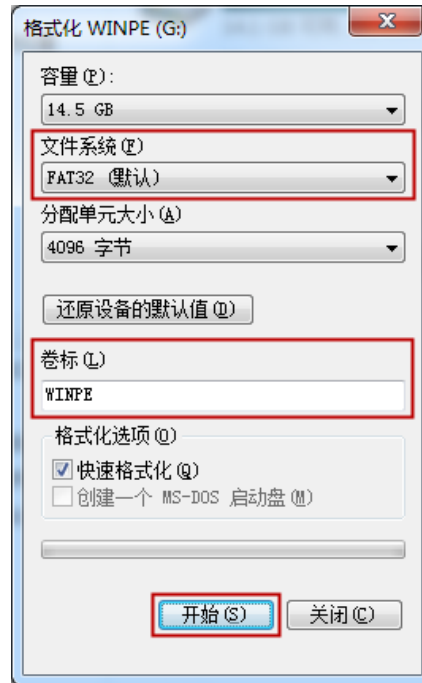 格式化 WINPE (G:)
容量(P):
14.5 GB
文件系统(F)
FAT32 (默认)
分配单元大小(A)
4096 字节
还原设备的默认值(D)
卷标(L)
WINPE
格式化选项(O)
快速格式化(Q)
创建一个 MS-DOS 启动盘(M)
开始(S) 关闭(C)